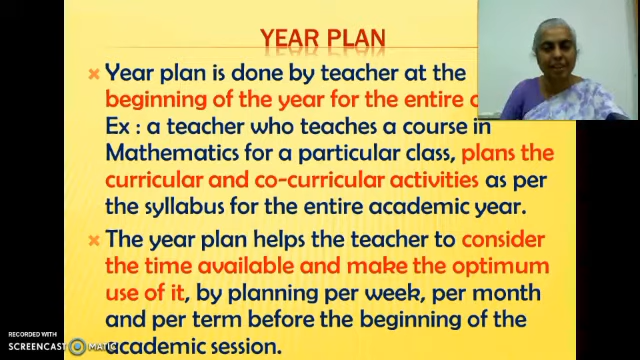 YEAR PLAN
Year plan is done by teacher at the
beginning of the year for the entire
Ex : a teacher who teaches a course in
Mathematics for a particular class, plans the
curricular and co-curricular activities as per
the syllabus for the entire academic year.
The year plan helps the teacher to consider
the time available and make the optimum
use of it, by planning per week, per month
and per term before the beginning of the
academic session.
RECORDED WITH
SCREENCAST MATIC